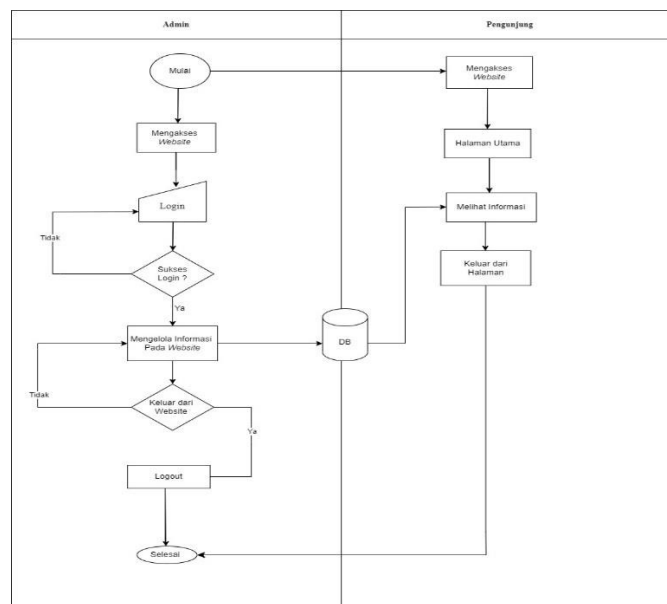 Admin
Pengunjung
Mulai
Mengakses
Website
Mengakses
Website
Halaman Utama
Login
Melihat Informasi
Tidak
Sukses
Login ?
Keluar dari
Halaman
Ya
Mengelola Informasi
Pada Website
DB
Tidak
Keluar dari
Website
Ya
Logout
Selesai